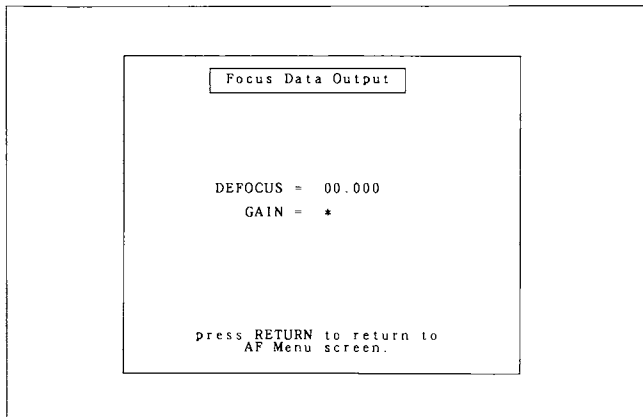 Focus Data Output
DEFOCUS = 00.000
GAIN = *
press RETURN to return to
AF Menu screen.